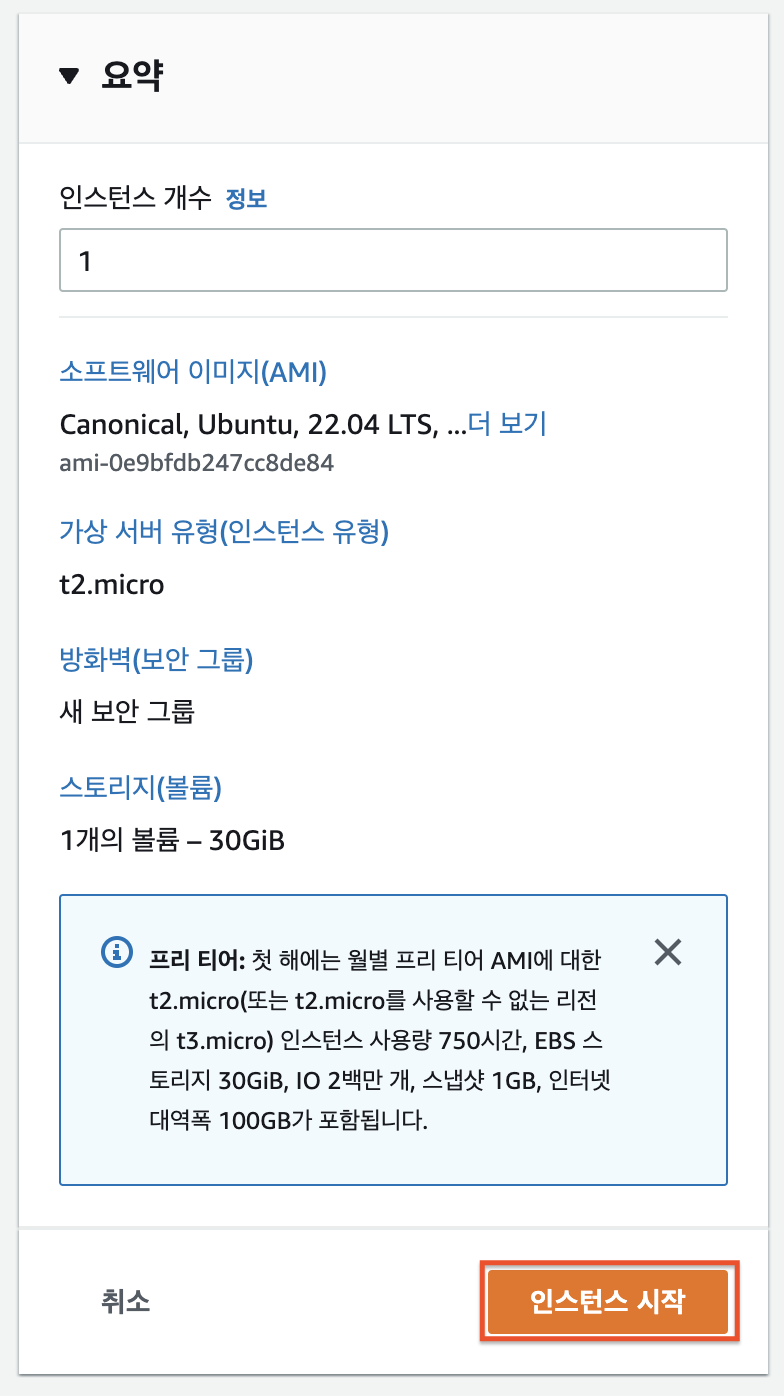 ▼ 요약
인스턴스 개수 정보
1
소프트웨어 이미지(AMI)
Canonical, Ubuntu, 22.04 LTS, ...더 보기
ami-0e9bfdb247cc8de84
가상 서버 유형(인스턴스 유형)
t2.micro
방화벽(보안 그룹)
새 보안 그룹
스토리지(볼륨)
1개의 볼륨 – 30GiB
프리 티어: 첫 해에는 월별 프리 티어 AMI에 대한
t2.micro(또는 t2.micro를 사용할 수 없는 리전
의 t3.micro) 인스턴스 사용량 750시간, EBS 스
토리지 30GiB, IO 2백만 개, 스냅샷 1GB, 인터넷
대역폭 100GB가 포함됩니다.
취소 인스턴스 시작